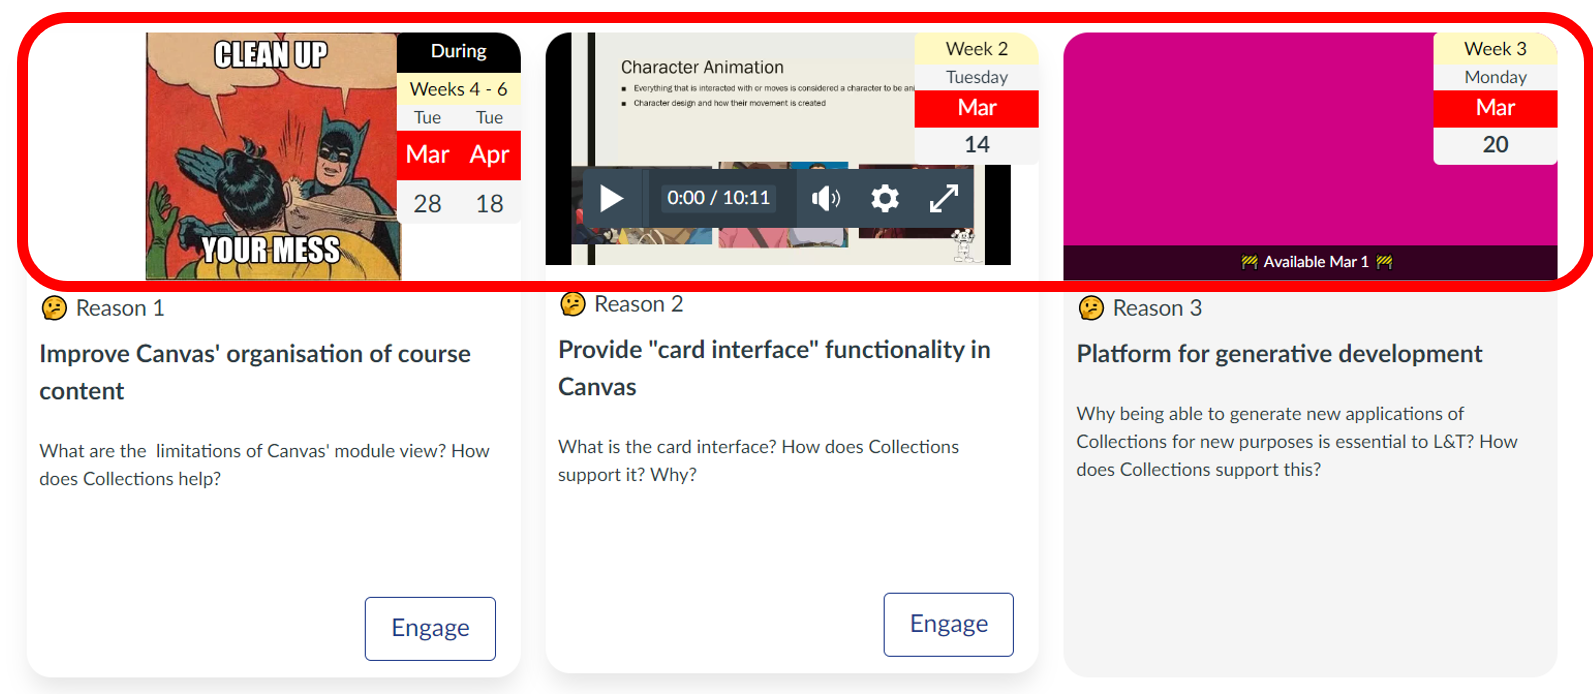 CLEAN UP
YOUR MESS
During
Weeks 4 - 6
Tue Tue
Mar Apr
28 18
🤔 Reason 1
Improve Canvas' organisation of course
content
What are the limitations of Canvas' module view? How
does Collections help?
Engage
Character Animation
Everything that is interacted with or moves is considered a character to be
Character design and how their movement is created
Week 2
Tuesday
Mar
14
0:00 / 10:11
🤔 Reason 2
Provide "card interface" functionality in
Canvas
What is the card interface? How does Collections
support it? Why?
Engage
Week 3
Monday
Mar
20
🚧 Available Mar 1 🚧
🤔 Reason 3
Platform for generative development
Why being able to generate new applications of
Collections for new purposes is essential to L&T? How
does Collections support this?